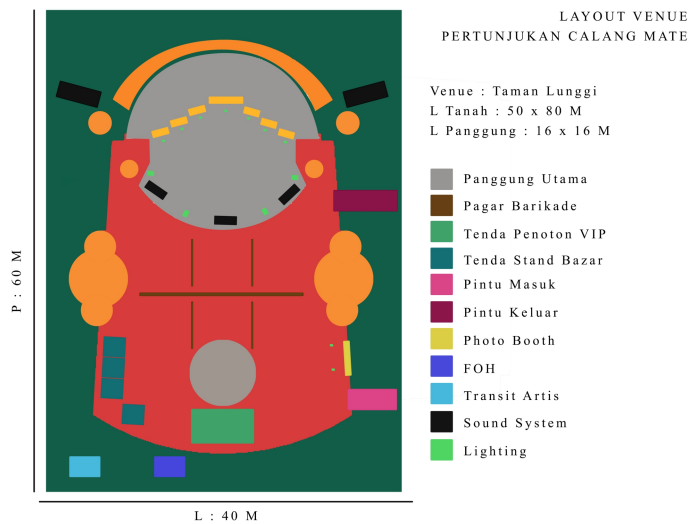 LAYOUT VENUE
PERTUNJUKAN CALANG MATE
Venue : Taman Lunggi
L Tanah : 50 x 80 M
L Panggung : 16 x 16 M
Panggung Utama
Pagar Barikade
Tenda Penoton VIP
Tenda Stand Bazar
Pintu Masuk
Pintu Keluar
Photo Booth
FOH
Transit Artis
Sound System
Lighting
P : 60 M
L : 40 M